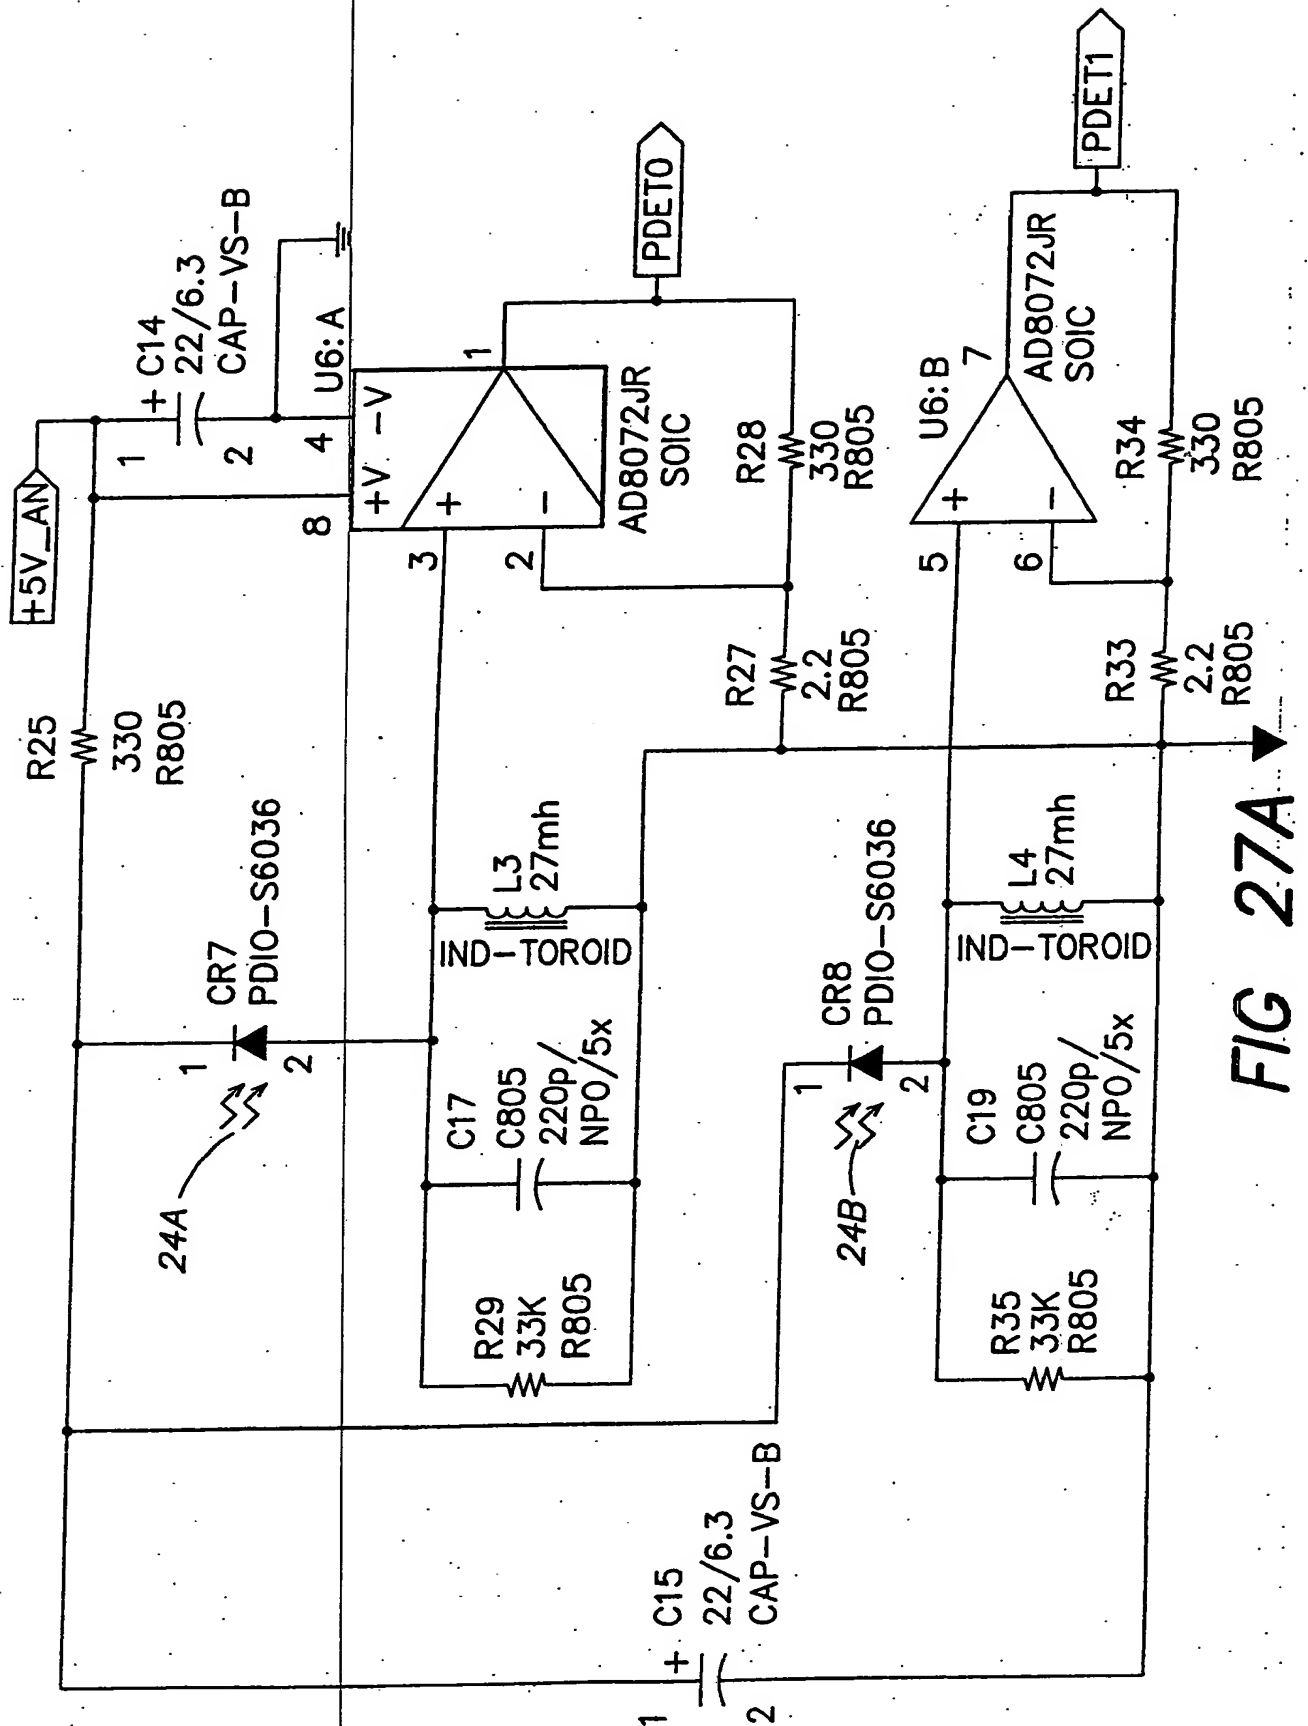 +5V_AN
1
+
C14
22/6.3
CAP-VS-B
2
R25
330
R805
8
4
U6:A
+V
-V
3
+
2
-
1
AD8072JR
SOIC
PDET0
CR7
PDIO-S6036
1
2
24A
L3
27mh
IND-TOROID
C17
C805
220p/
NPO/5x
R29
33K
R805
R27
2.2
R805
R28
330
R805
U6:B
5
+
6
-
7
AD8072JR
SOIC
PDET1
CR8
PDIO-S6036
1
2
24B
L4
27mh
IND-TOROID
C19
C805
220p/
NPO/5x
R35
33K
R805
R33
2.2
R805
R34
330
R805
1
+
C15
22/6.3
CAP-VS-B
2
FIG 27A